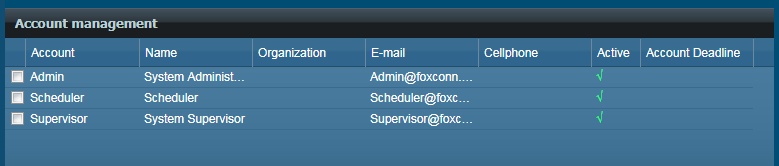 Account management
Account Name Organization E-mail Cellphone Active Account Deadline
Admin System Administ... Admin@foxconn.... √
Scheduler Scheduler Scheduler@foxc... √
Supervisor System Supervisor Supervisor@foxc... √